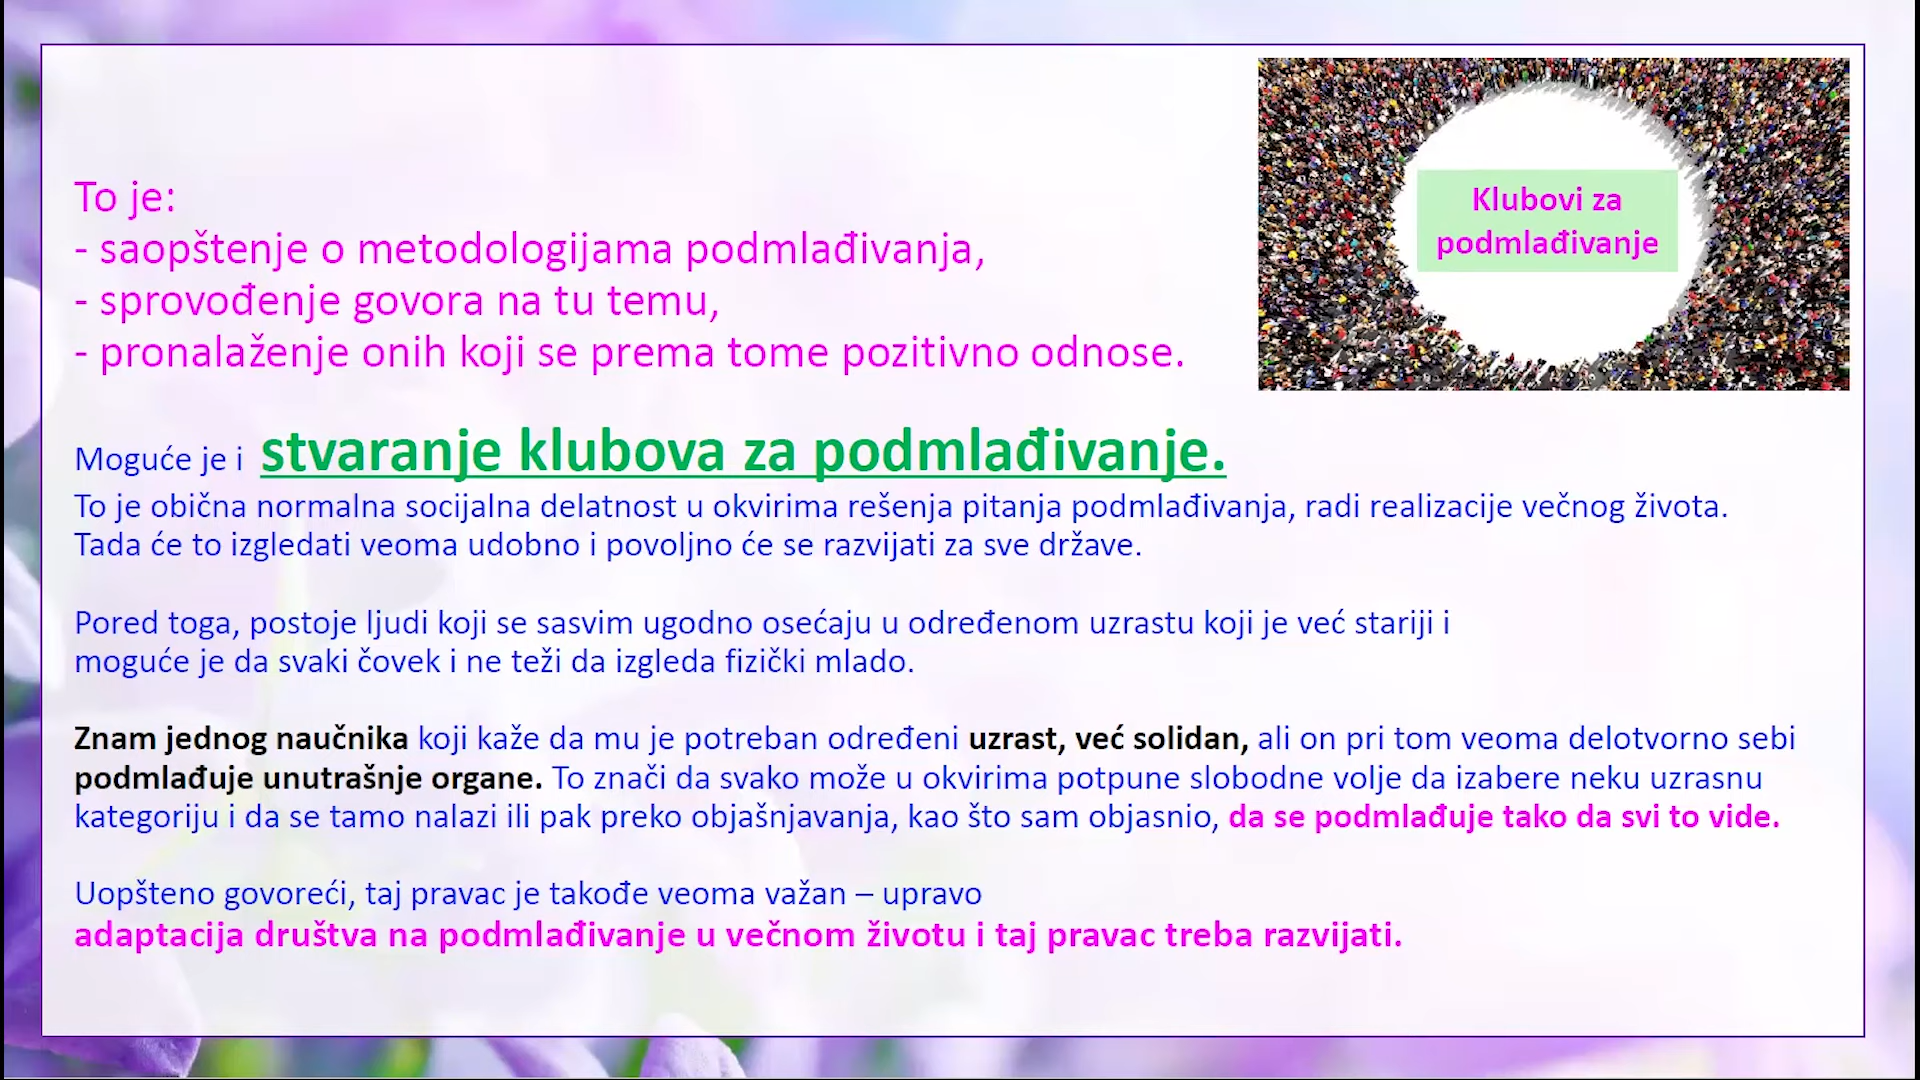 Klubovi za
podmlađivanje
To je:
- saopštenje o metodologijama podmlađivanja,
- sprovođenje govora na tu temu,
- pronalaženje onih koji se prema tome pozitivno odnose.
Moguće je i stvaranje klubova za podmlađivanje.
To je obična normalna socijalna delatnost u okvirima rešenja pitanja podmlađivanja, radi realizacije večnog života.
Tada će to izgledati veoma udobno i povoljno će se razvijati za sve države.
Pored toga, postoje ljudi koji se sasvim ugodno osećaju u određenom uzrastu koji je već stariji i
moguće je da svaki čovek i ne teži da izgleda fizički mlado.
Znam jednog naučnika koji kaže da mu je potreban određeni uzrast, već solidan, ali on pri tom veoma delotvorno sebi
podmlađuje unutrašnje organe. To znači da svako može u okvirima potpune slobodne volje da izabere neku uzrasnu
kategoriju i da se tamo nalazi ili pak preko objašnjavanja, kao što sam objasnio, da se podmlađuje tako da svi to vide.
Uopšteno govoreći, taj pravac je takođe veoma važan – upravo
adaptacija društva na podmlađivanje u večnom životu i taj pravac treba razvijati.